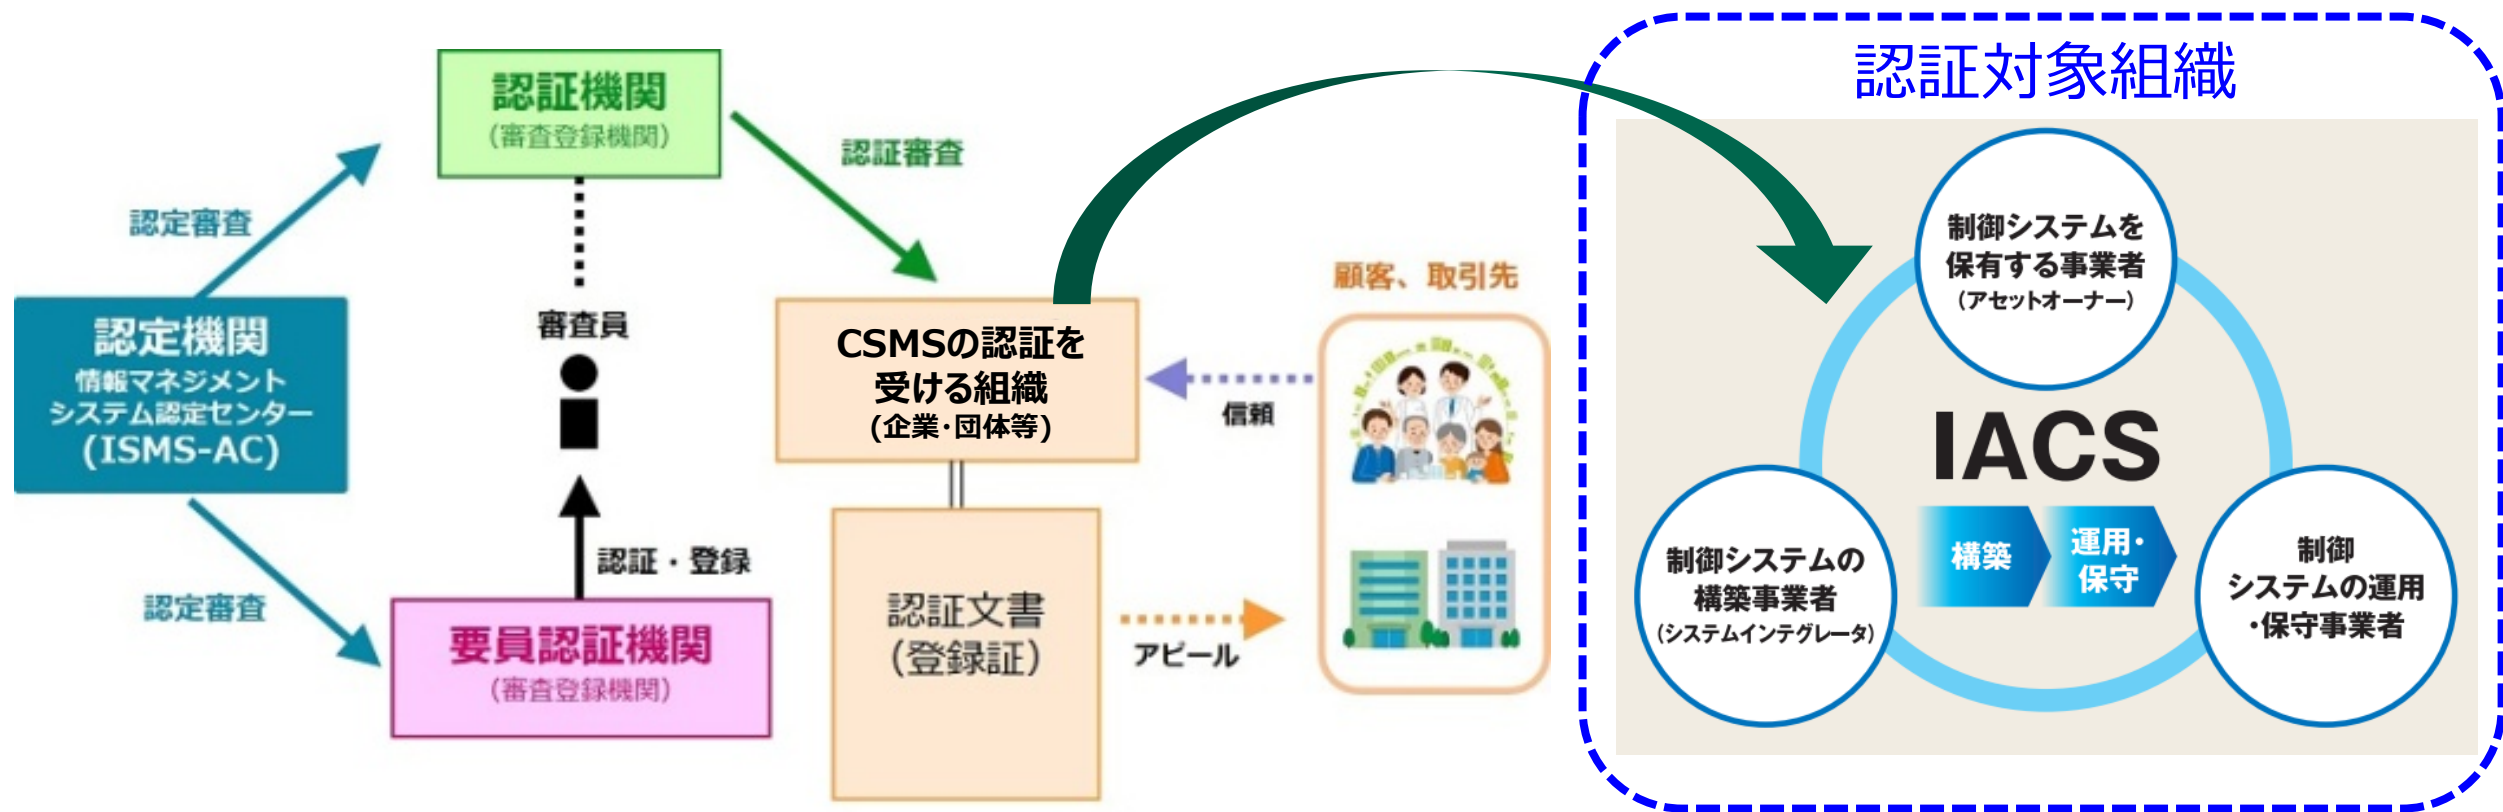 認証機関
(審査登録機関)
認証審査
認定審査
認定機関
情報マネジメント
システム認定センター
(ISMS-AC)
審査員
認証・登録
認定審査
要員認証機関
(審査登録機関)
CSMSの認証を
受ける組織
(企業・団体等)
認証文書
(登録証)
信頼
アピール
顧客、取引先
認証対象組織
制御システムを
保有する事業者
(アセットオーナー)
IACS
構築
運用・
保守
制御システムの
構築事業者
(システムインテグレータ)
制御
システムの運用
・保守事業者